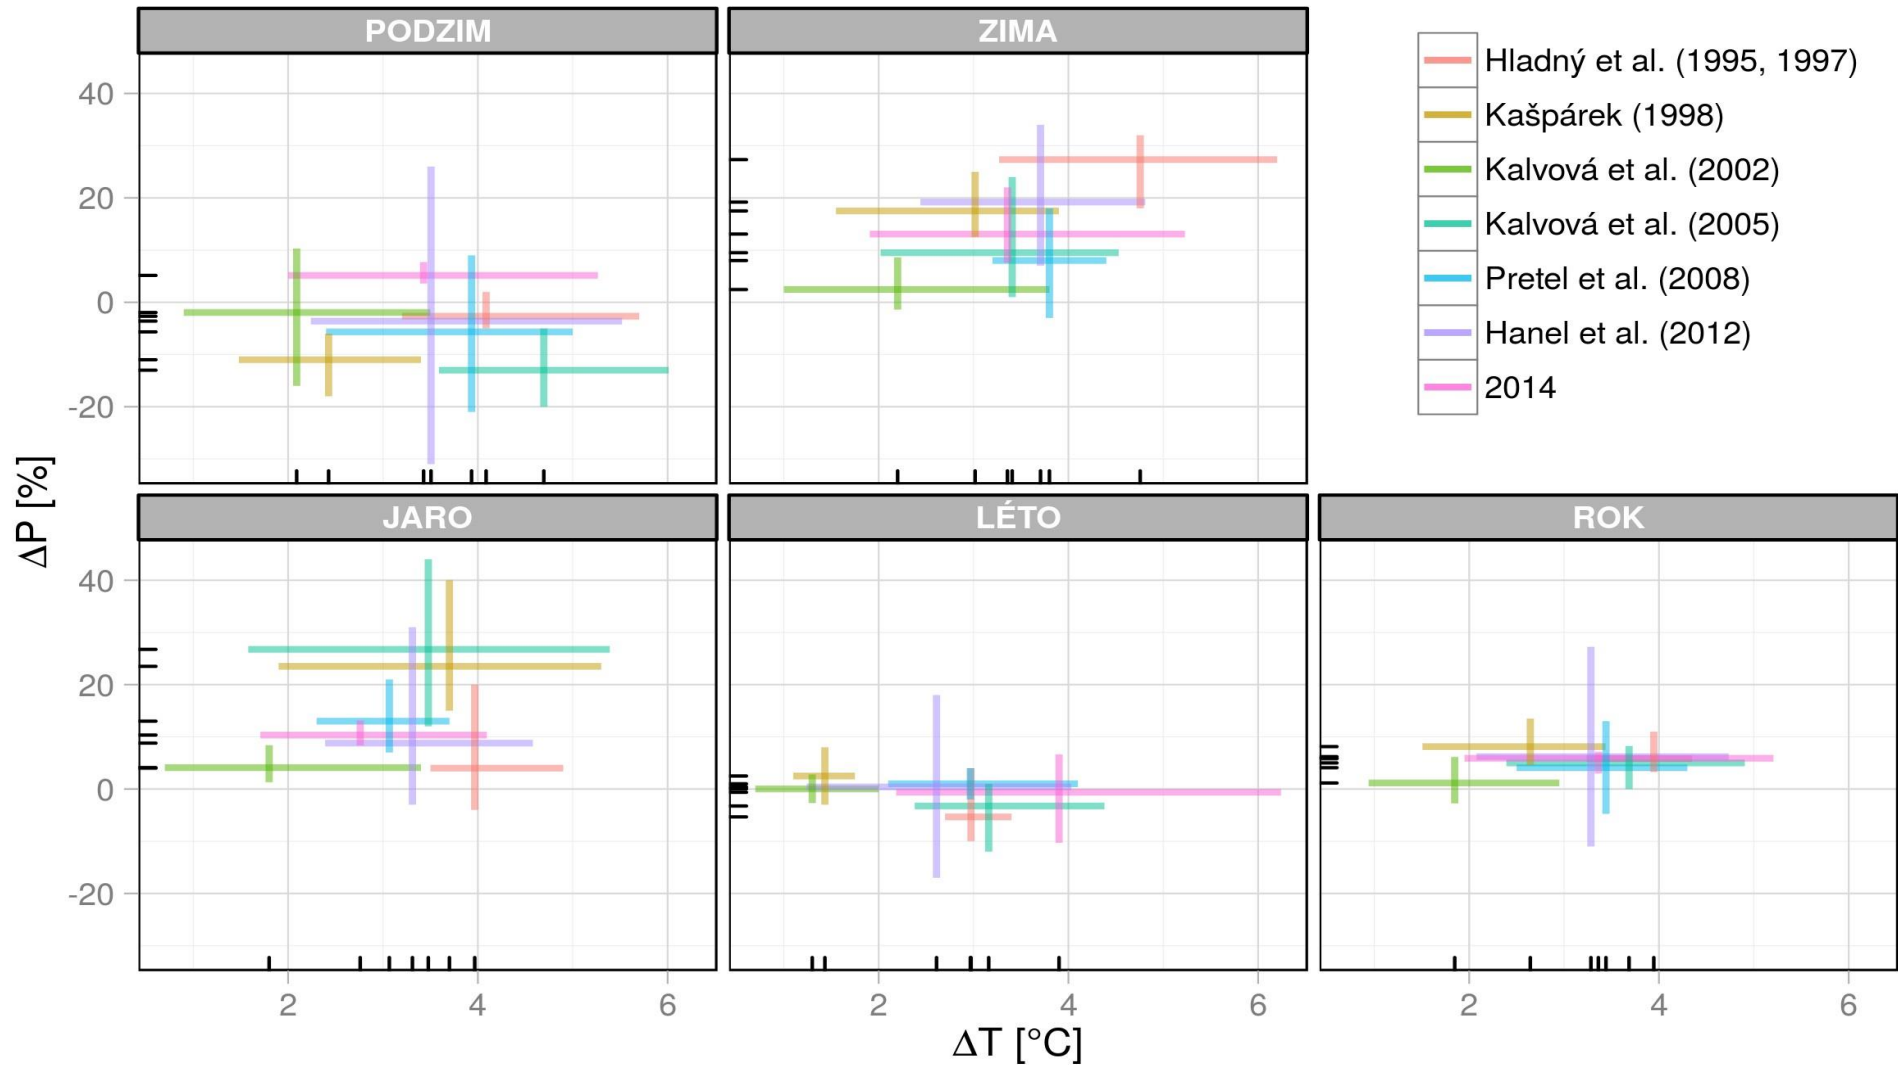 PODZIM
ZIMA
Hladný et al. (1995, 1997)
Kašpárek (1998)
Kalvová et al. (2002)
Kalvová et al. (2005)
Pretel et al. (2008)
Hanel et al. (2012)
2014
40
20
0
-20
ΔP [%]
JARO
LÉTO
ROK
40
20
0
-20
2 4 6
2 4 6
2 4 6
ΔT [°C]